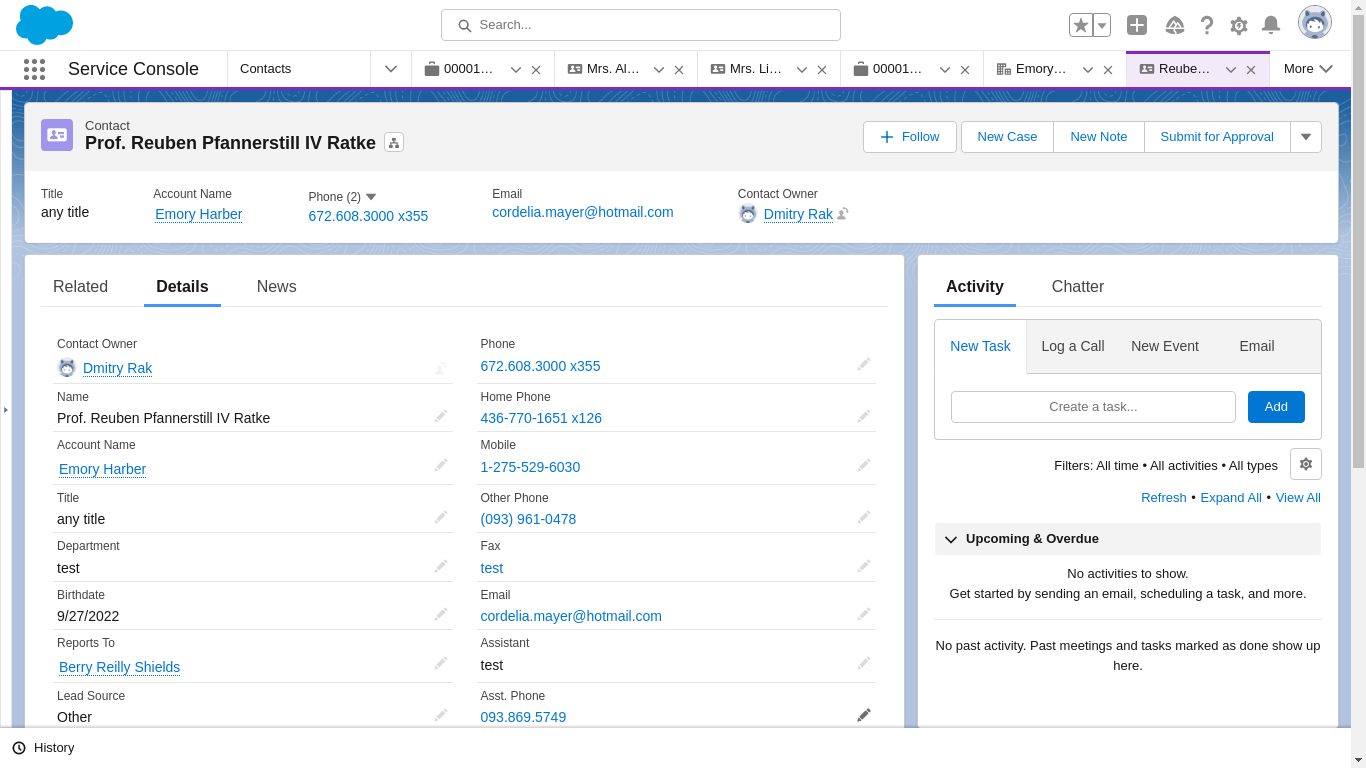 Search...
Service Console
Contacts
00001...
Mrs. Al...
Mrs. Li...
00001...
Emory...
Reube...
More
Contact
Prof. Reuben Pfannerstill IV Ratke
Follow
New Case
New Note
Submit for Approval
Title
any title
Account Name
Emory Harber
Phone (2)
672.608.3000 x355
Email
cordelia.mayer@hotmail.com
Contact Owner
Dmitry Rak
Related
Details
News
Contact Owner
Dmitry Rak
Phone
672.608.3000 x355
Name
Prof. Reuben Pfannerstill IV Ratke
Home Phone
436-770-1651 x126
Account Name
Emory Harber
Mobile
1-275-529-6030
Title
any title
Other Phone
(093) 961-0478
Department
test
Fax
test
Birthdate
9/27/2022
Email
cordelia.mayer@hotmail.com
Reports To
Berry Reilly Shields
Assistant
test
Lead Source
Other
Asst. Phone
093.869.5749
Activity
Chatter
New Task
Log a Call
New Event
Email
Create a task...
Add
Filters: All time • All activities • All types
Refresh • Expand All • View All
Upcoming & Overdue
No activities to show.
Get started by sending an email, scheduling a task, and more.
No past activity. Past meetings and tasks marked as done show up
here.
History